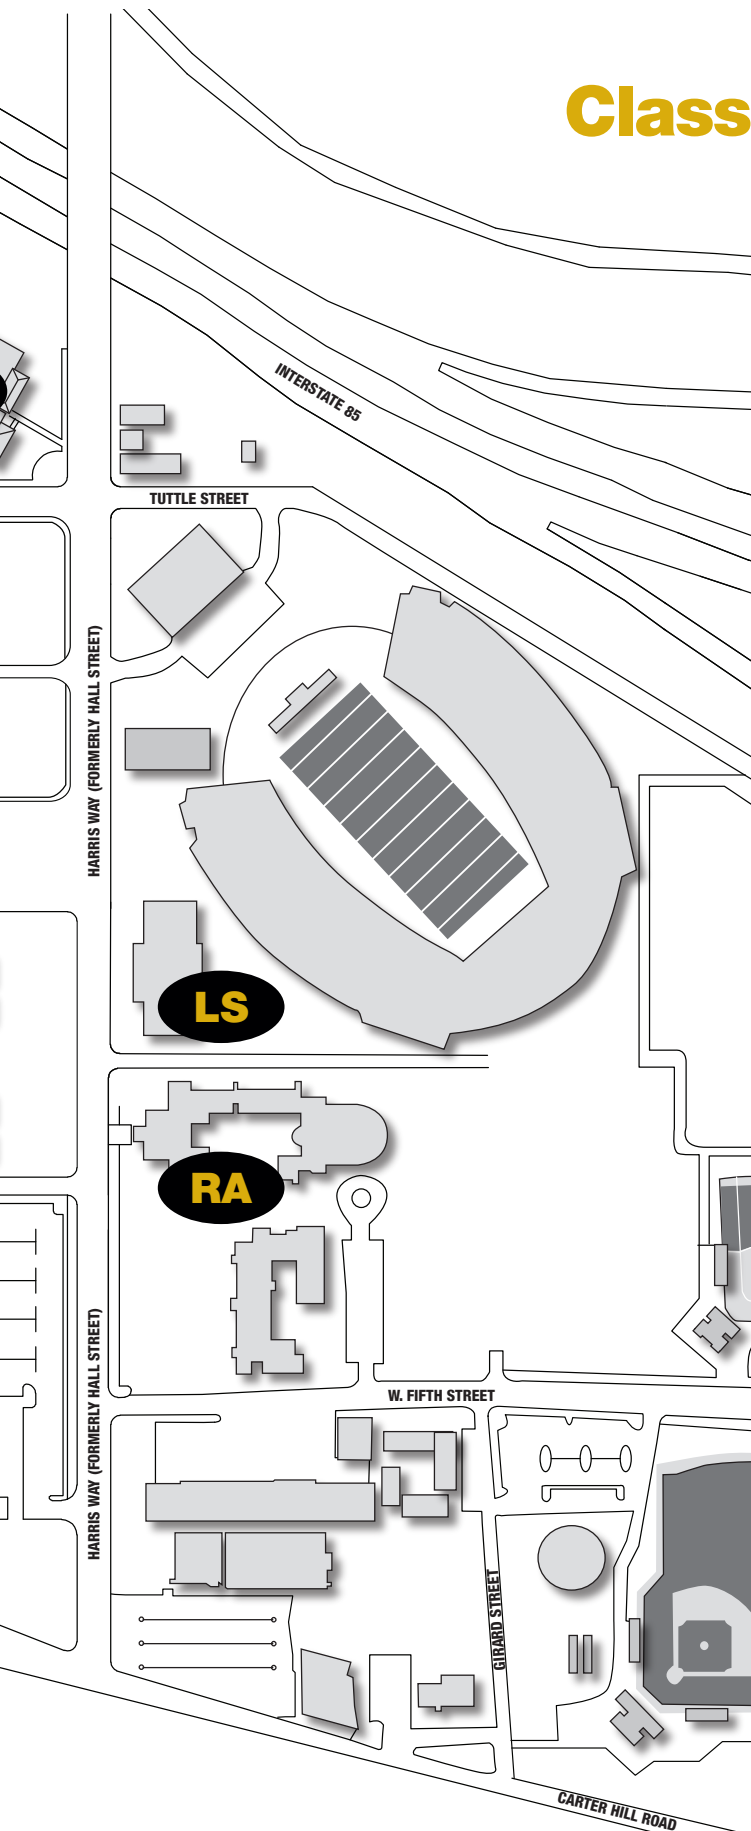 Class
INTERSTATE 85
TUTTLE STREET
HARRIS WAY (FORMERLY HALL STREET)
LS
RA
HARRIS WAY (FORMERLY HALL STREET)
W. FIFTH STREET
GIRARD STREET
CARTER HILL ROAD